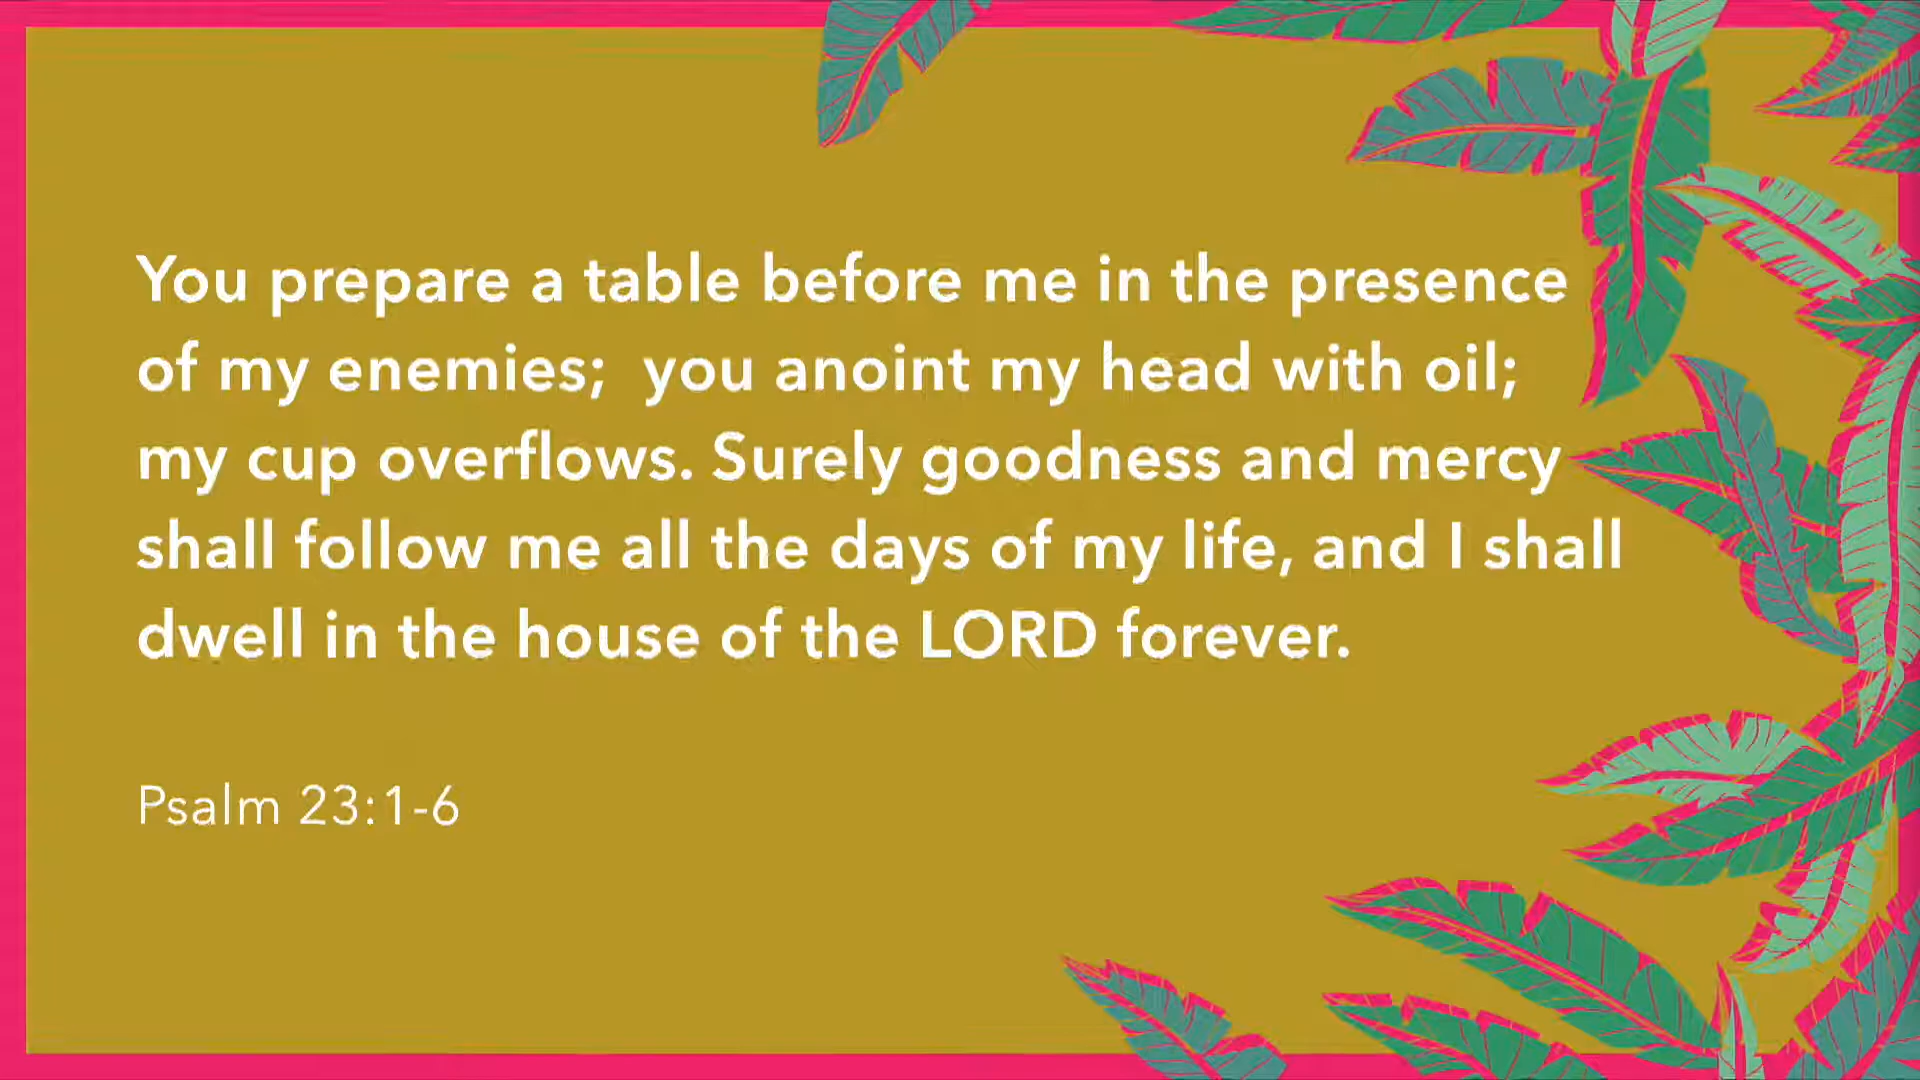 You prepare a table before me in the presence
of my enemies;  you anoint my head with oil;
my cup overflows. Surely goodness and mercy
shall follow me all the days of my life, and I shall
dwell in the house of the LORD forever.
Psalm 23:1-6